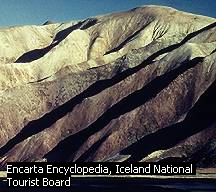 Encarta Encyclopedia, Iceland National
Tourist Board